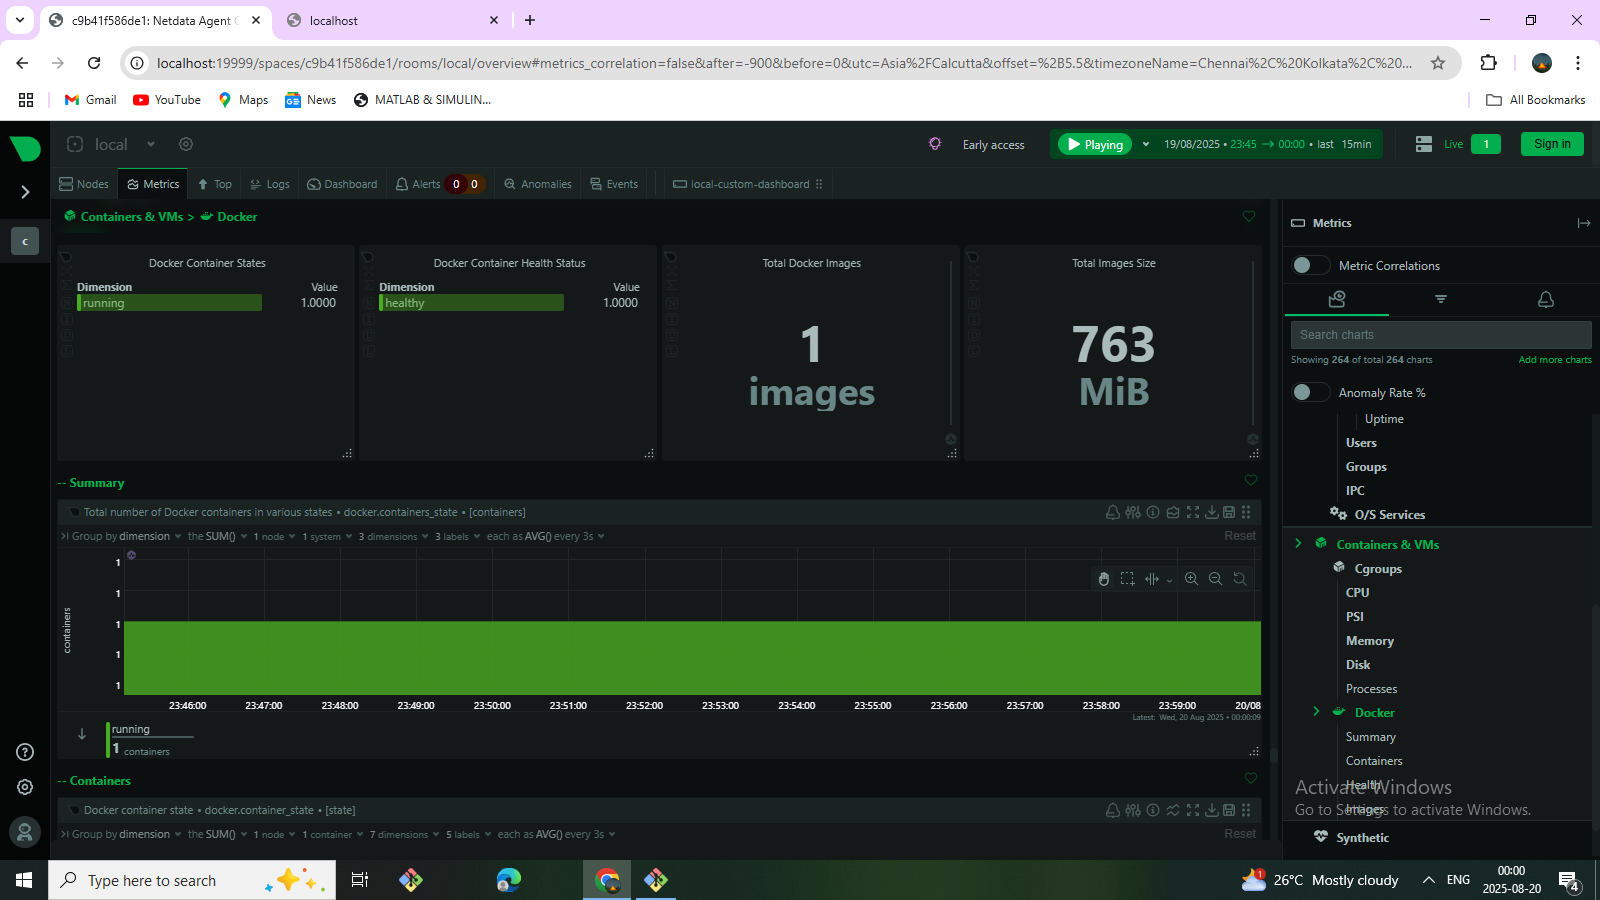 c9b41f586de1: Netdata Agent C
localhost
localhost:19999/spaces/c9b41f586de1/rooms/local/overview#metrics_correlation=false&after=-900&before=0&utc=Asia%2FCalcutta&offset=%2B5.5&timezoneName=Chennai%2C%20Kolkata%2C%20...
Gmail YouTube Maps News MATLAB & SIMULIN... All Bookmarks
local Early access Playing 19/08/2025 • 23:45 → 00:00 • last 15min Live 1 Sign in
Nodes Metrics Top Logs Dashboard Alerts 0 0 Anomalies Events local-custom-dashboard
c
Containers & VMs > Docker
Docker Container States
Dimension Value
running 1.0000
Docker Container Health Status
Dimension Value
healthy 1.0000
Total Docker Images
1
images
Total Images Size
763
MiB
-- Summary
Total number of Docker containers in various states • docker.containers_state • [containers]
Group by dimension the SUM() 1 node 1 system 3 dimensions 3 labels each as AVG() every 3s Reset
containers
1
1
1
1
1
23:46:00 23:47:00 23:48:00 23:49:00 23:50:00 23:51:00 23:52:00 23:53:00 23:54:00 23:55:00 23:56:00 23:57:00 23:58:00 23:59:00 20/08
Latest: Wed, 20 Aug 2025 • 00:00:09
running
1 containers
-- Containers
Docker container state • docker.container_state • [state]
Group by dimension the SUM() 1 node 1 container 7 dimensions 5 labels each as AVG() every 3s Reset
Metrics
Metric Correlations
Search charts
Showing 264 of total 264 charts Add more charts
Anomaly Rate %
Uptime
Users
Groups
IPC
O/S Services
Containers & VMs
Cgroups
CPU
PSI
Memory
Disk
Processes
Docker
Summary
Containers
Health
Images
Synthetic
Activate Windows
Go to Settings to activate Windows.
Type here to search
1
26°C Mostly cloudy
ENG
00:00
2025-08-20
4